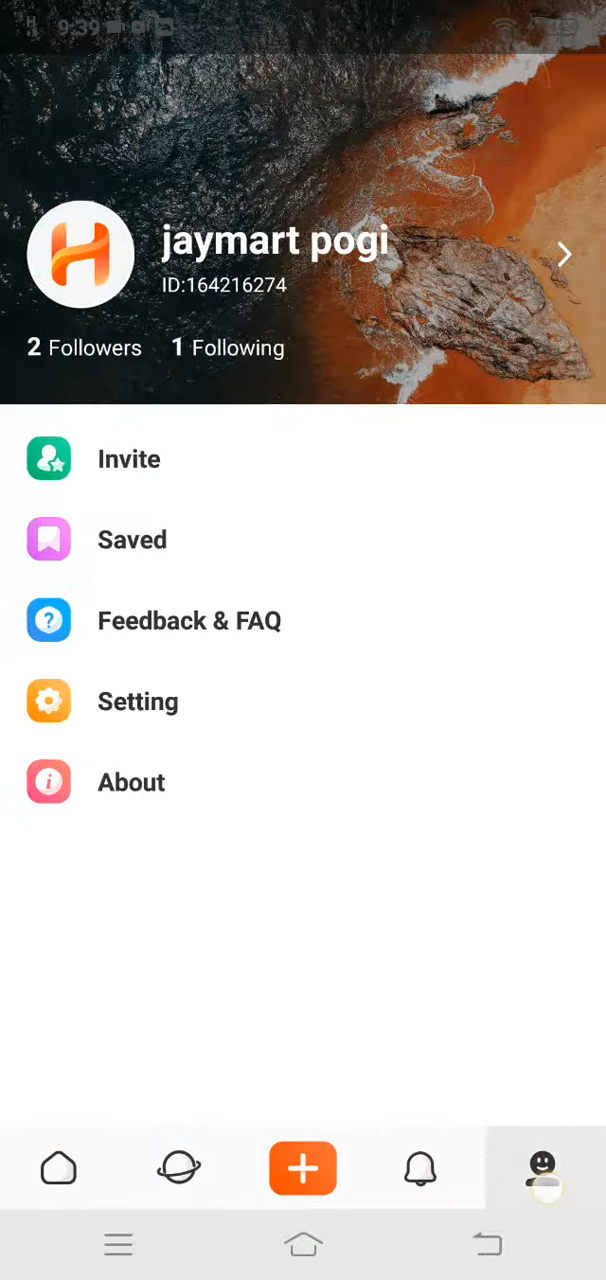 9:39
jaymart pogi
ID:164216274
2 Followers 1 Following
Invite
Saved
Feedback & FAQ
Setting
About